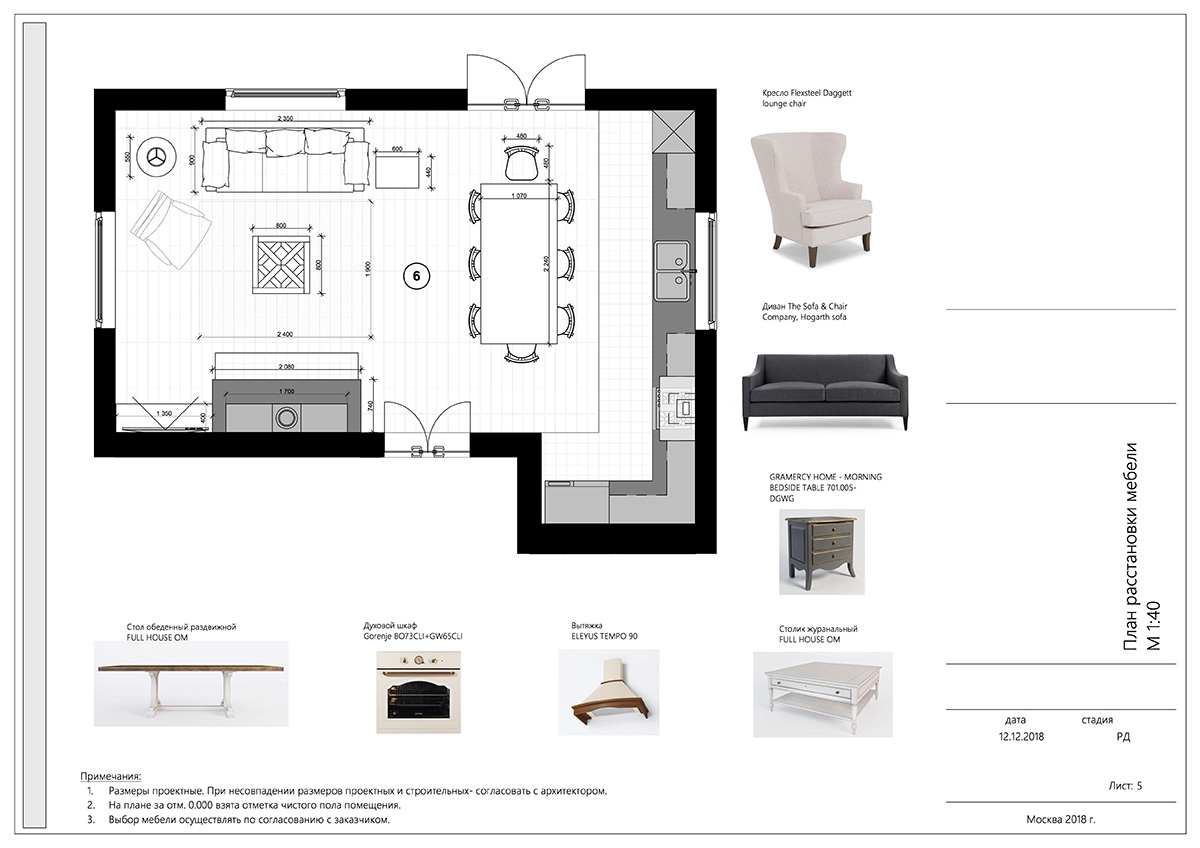 Кресло Flexsteel Daggett
lounge chair
2 350
550
900
600
440
480
480
1 070
800
800
1 900
6
2 240
2 400
2 080
1 700
740
1 350
400
Диван The Sofa & Chair
Company, Hogarth sofa
GRAMERCY HOME - MORNING
BEDSIDE TABLE 701.005-
DGWG
Стол обеденный раздвижной
FULL HOUSE OM
Духовой шкаф
Gorenje BO73CLI+GW65CLI
Вытяжка
ELEYUS TEMPO 90
Столик журанальный
FULL HOUSE OM
План расстановки мебели
М 1:40
дата стадия
12.12.2018 РД
Лист: 5
Москва 2018 г.
Примечания:
1. Размеры проектные. При несовпадении размеров проектных и строительных- согласовать с архитектором.
2. На плане за отм. 0.000 взята отметка чистого пола помещения.
3. Выбор мебели осуществлять по согласованию с заказчиком.